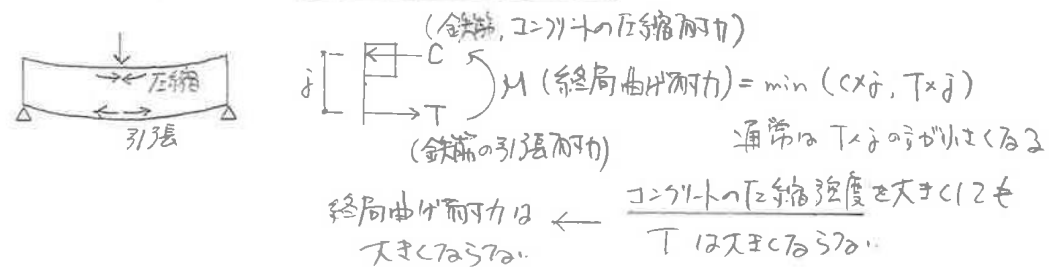 (鉄筋,コンクリートの圧縮耐力)
圧縮
引張
j
C
T
M (終局曲げ耐力) = min (C×j, T×j)
(鉄筋の引張耐力)
通常は T×j の方が小さくなる
コンクリートの圧縮強度を大きくしても
T は大きくならない.
← 終局曲げ耐力は
大きくならない.